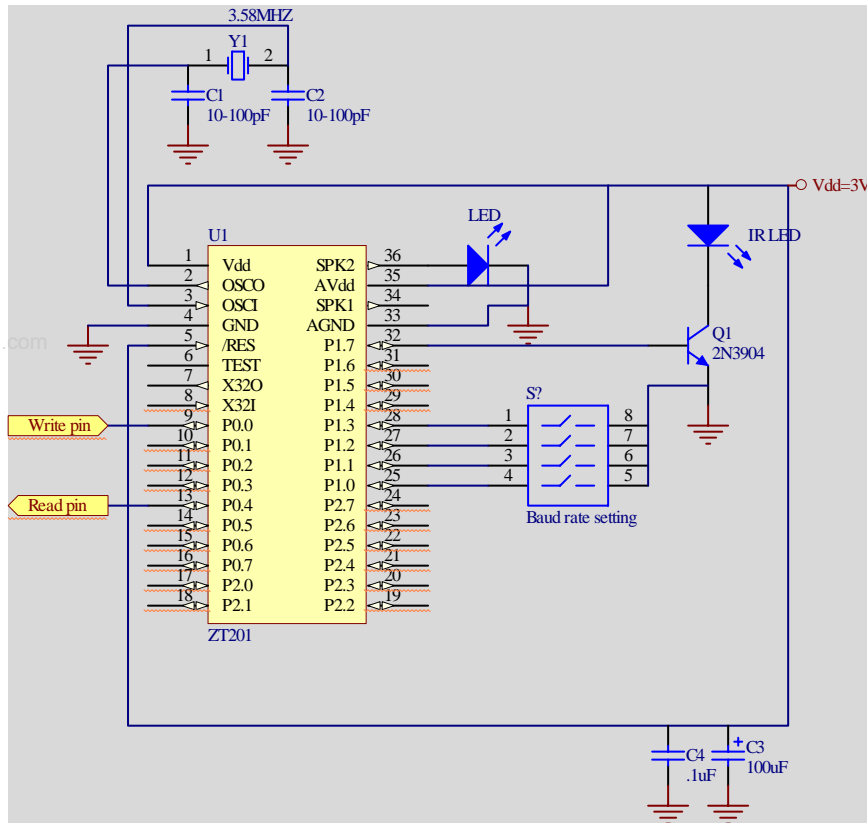 3.58MHZ
Y1
1 2
C1 C2
10-100pF 10-100pF
Vdd=3V
LED
IR LED
U1
1 Vdd SPK2 36
2 OSCO AVdd 35
3 OSCI SPK1 34
4 GND AGND 33
5 /RES P1.7 32
6 TEST P1.6 31
7 X32O P1.5 30
8 X32I P1.4 29
9 P0.0 P1.3 28
10 P0.1 P1.2 27
11 P0.2 P1.1 26
12 P0.3 P1.0 25
13 P0.4 P2.7 24
14 P0.5 P2.6 23
15 P0.6 P2.5 22
16 P0.7 P2.4 21
17 P2.0 P2.3 20
18 P2.1 P2.2 19
ZT201
.com
Write pin
Read pin
Q1
2N3904
S?
1 8
2 7
3 6
4 5
Baud rate setting
C4
.1uF
+ C3
100uF